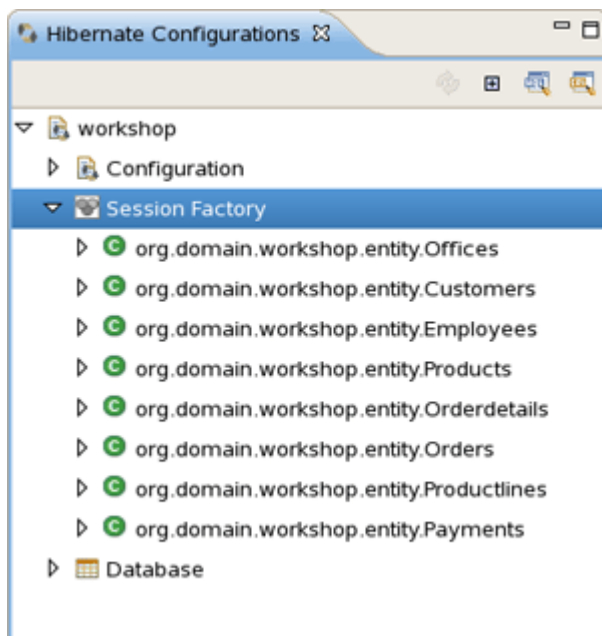 Hibernate Configurations
workshop
Configuration
Session Factory
org.domain.workshop.entity.Offices
org.domain.workshop.entity.Customers
org.domain.workshop.entity.Employees
org.domain.workshop.entity.Products
org.domain.workshop.entity.Orderdetails
org.domain.workshop.entity.Orders
org.domain.workshop.entity.Productlines
org.domain.workshop.entity.Payments
Database